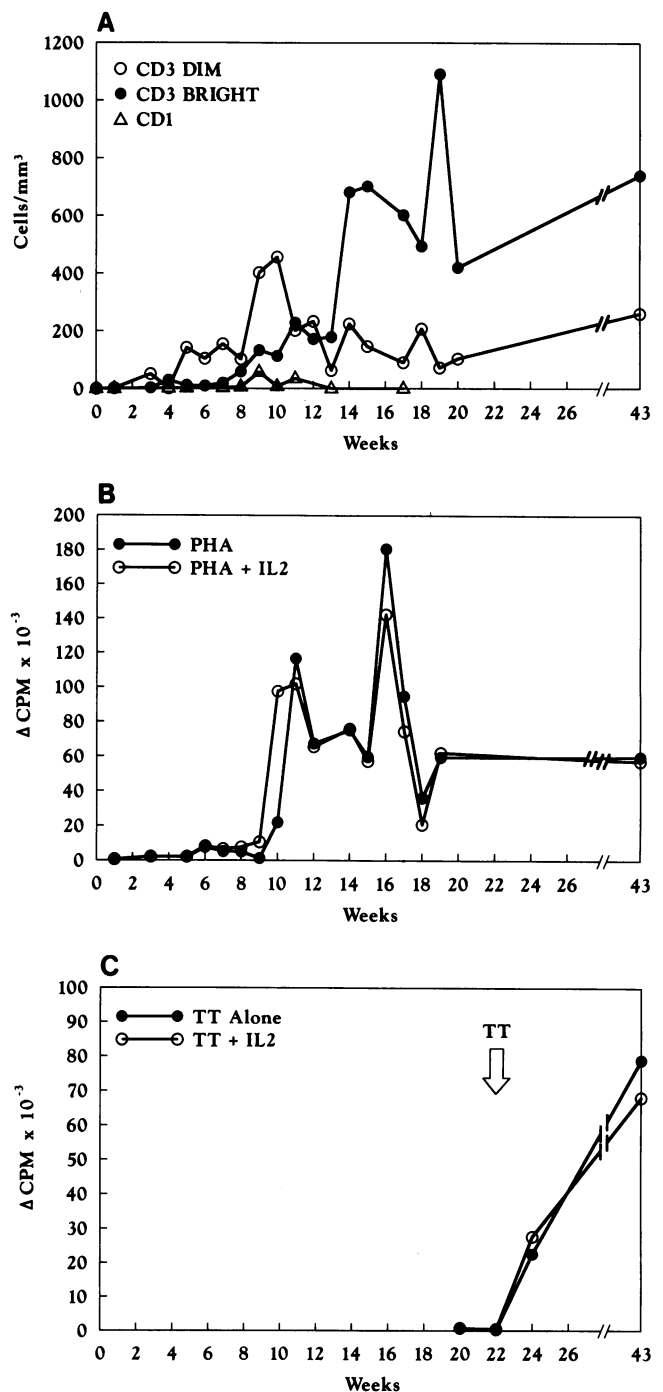 A
1200
1000
800
600
400
200
0
Cells/mm³
CD3 DIM
CD3 BRIGHT
CD1
0 2 4 6 8 10 12 14 16 18 20 22 24 26 43
Weeks
B
200
180
160
140
120
100
80
60
40
20
0
ΔCPM x 10⁻³
PHA
PHA + IL2
0 2 4 6 8 10 12 14 16 18 20 22 24 26 43
Weeks
C
100
90
80
70
60
50
40
30
20
10
0
ΔCPM x 10⁻³
TT Alone
TT + IL2
TT
0 2 4 6 8 10 12 14 16 18 20 22 24 26 43
Weeks